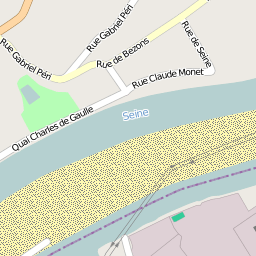 Rue Gabriel Péri
Rue Gabriel Péri
Rue de Bezons
Rue de Seine
Rue Claude Monet
Seine
Quai Charles de Gaulle